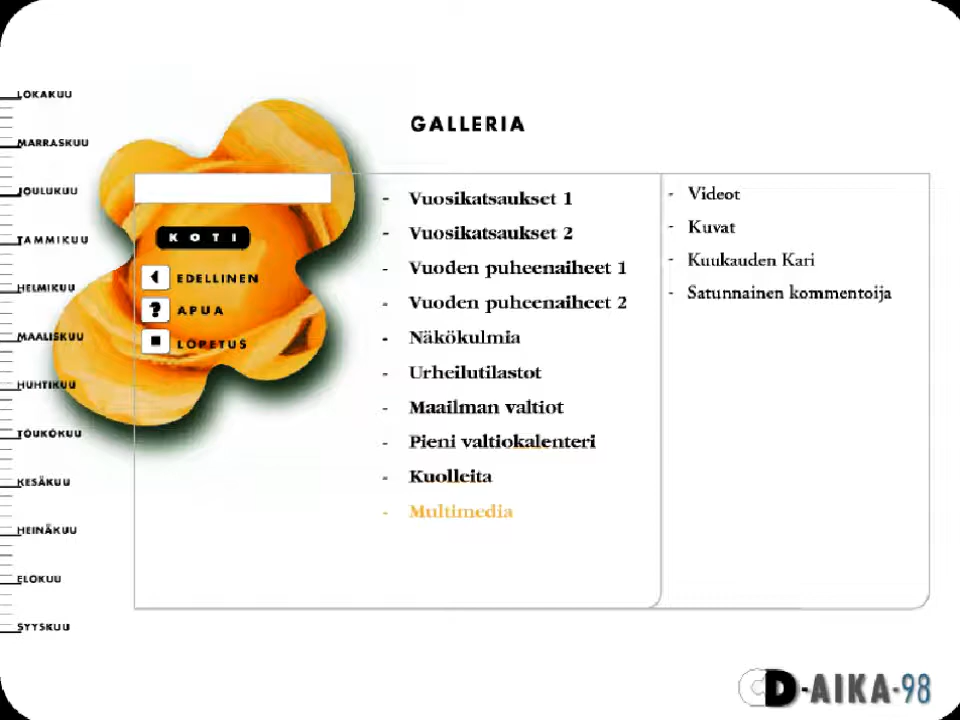 LOKAKUU
MARRASKUU
JOULUKUU
TAMMIKUU
HELMIKUU
MAALISKUU
HUHTIKUU
TOUKOKUU
KESÄKUU
HEINÄKUU
ELOKUU
SYYSKUU
KOTI
EDELLINEN
? APUA
LOPETUS
GALLERIA
- Vuosikatsaukset 1
- Vuosikatsaukset 2
- Vuoden puheenaiheet 1
- Vuoden puheenaiheet 2
- Näkökulmia
- Urheilutilastot
- Maailman valtiot
- Pieni valtiokalenteri
- Kuolleita
- Multimedia
- Videot
- Kuvat
- Kuukauden Kari
- Satunnainen kommentoija
CD-AIKA-98